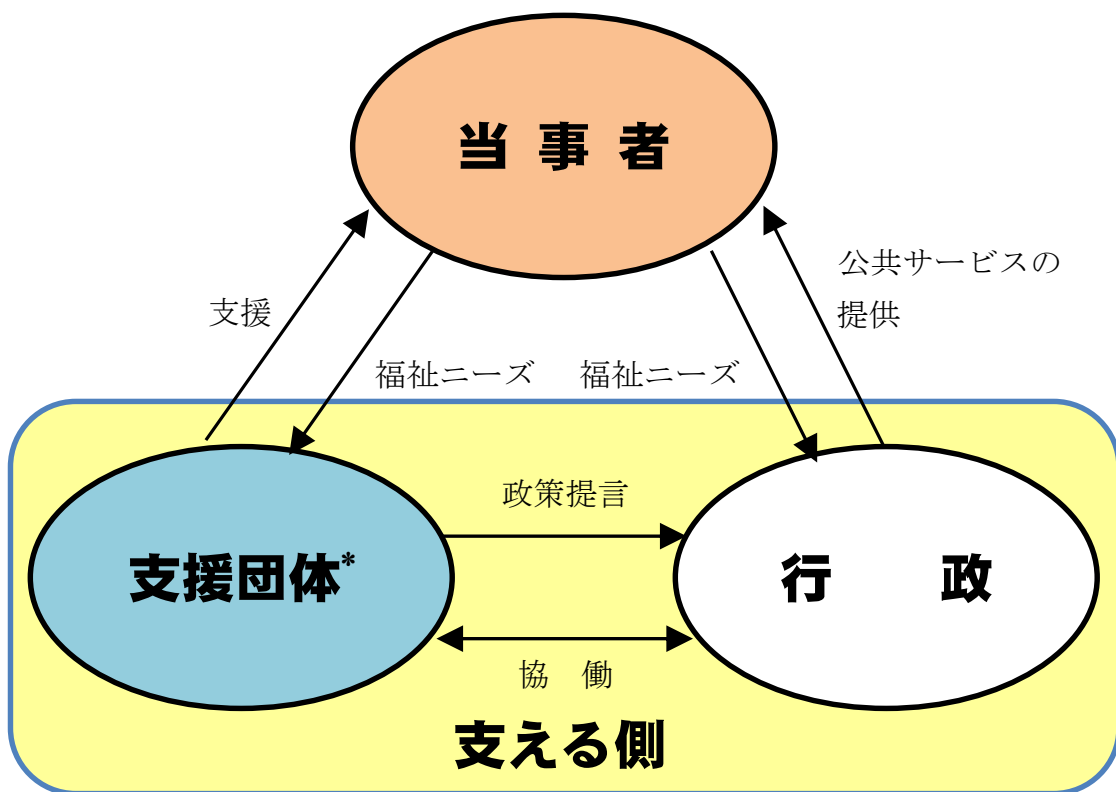 当 事 者
公共サービスの
提供
支援
福祉ニーズ
福祉ニーズ
政策提言
支援団体*
行 政
協 働
支える側